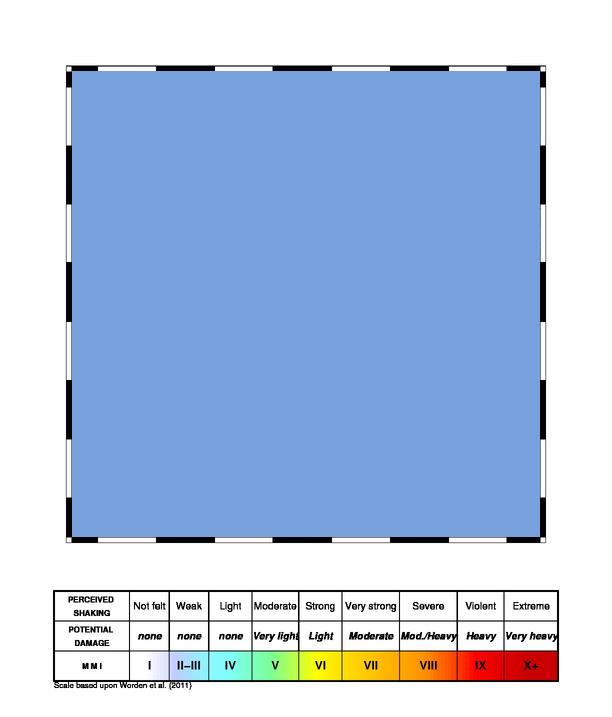 PERCEIVED SHAKING Not felt Weak Light Moderate Strong Very strong Severe Violent Extreme
POTENTIAL DAMAGE none none none Very light Light Moderate Mod./Heavy Heavy Very heavy
MMI I II–III IV V VI VII VIII IX X+
Scale based upon Worden et al. (2011)